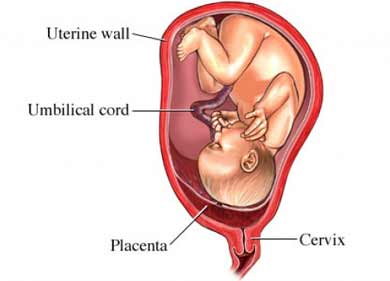 Uterine wall
Umbilical cord
Placenta
Cervix